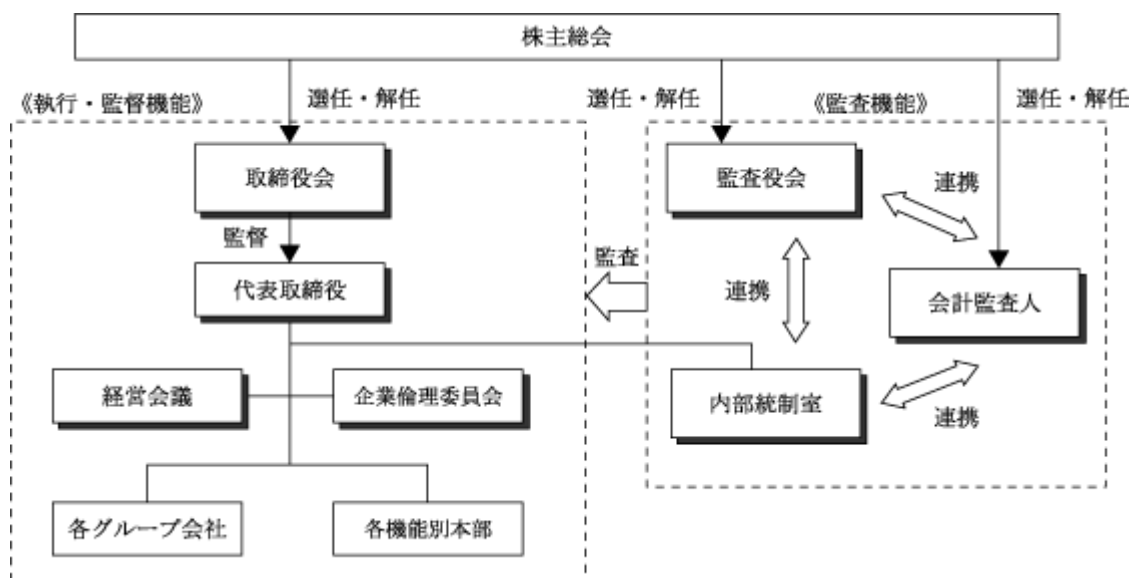 株主総会
選任・解任
選任・解任
選任・解任
《執行・監督機能》
《監査機能》
取締役会
監査役会
連携
監督
監査
代表取締役
連携
会計監査人
経営会議
企業倫理委員会
内部統制室
連携
各グループ会社
各機能別本部